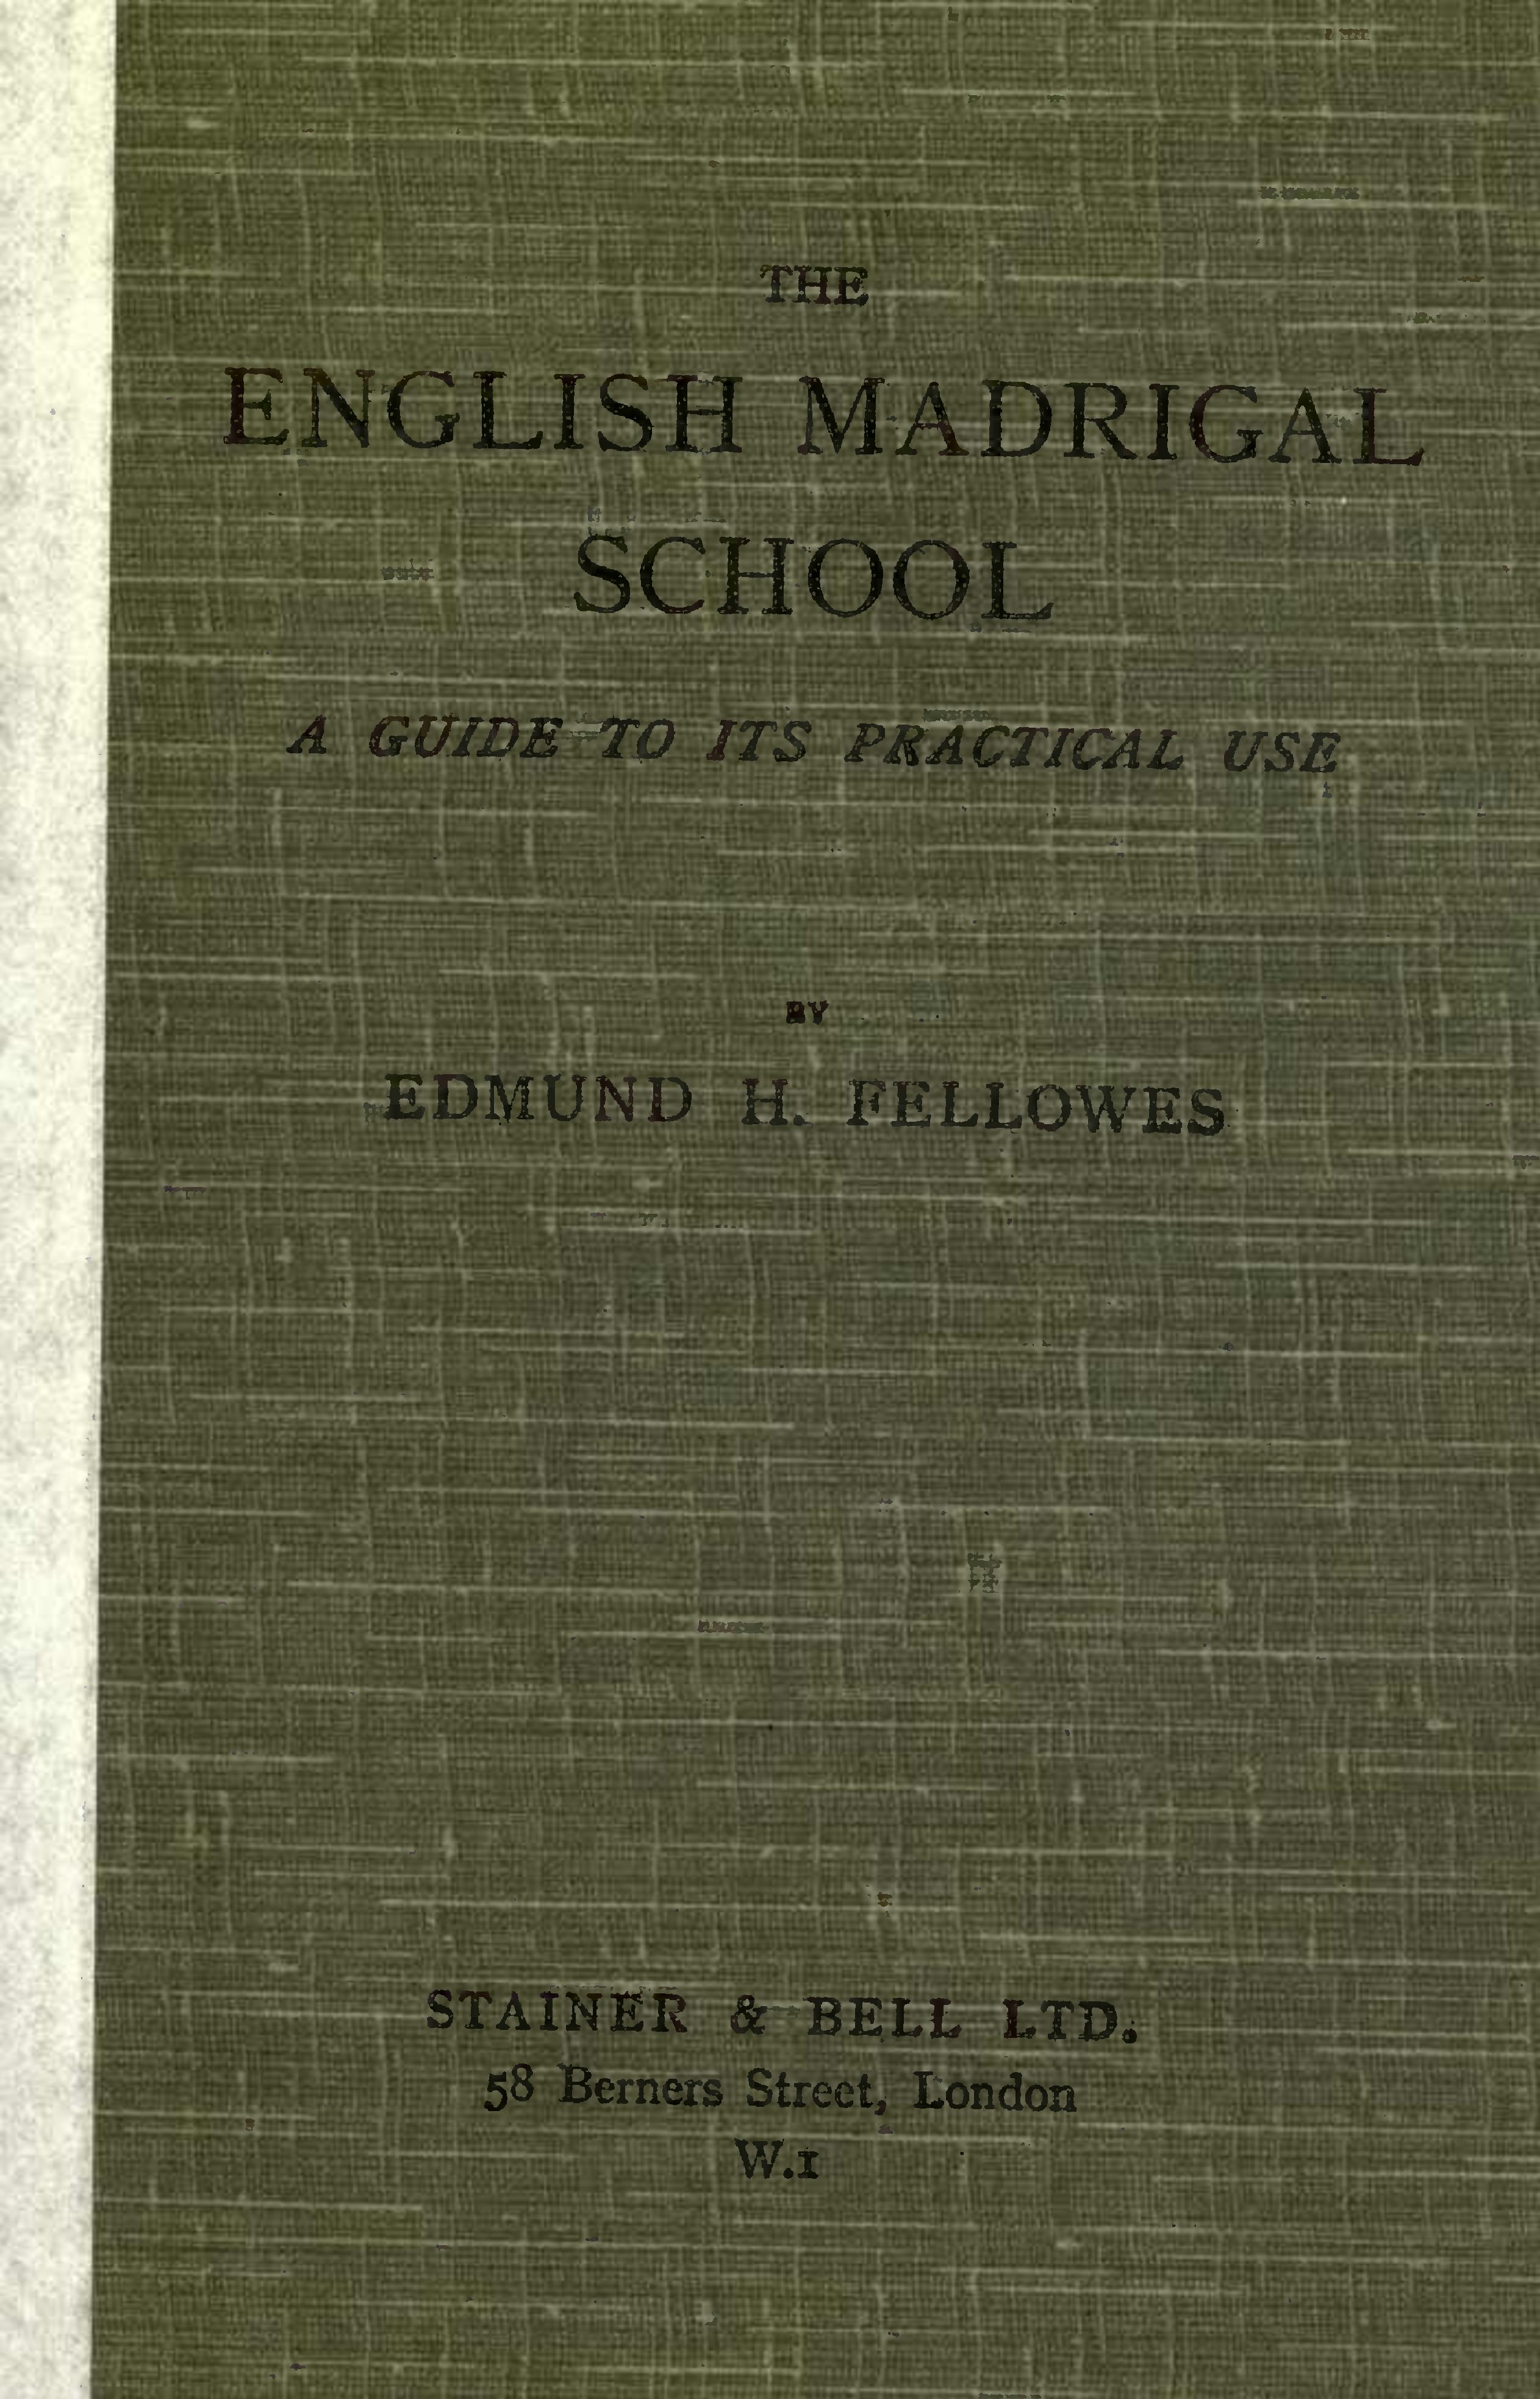 THE
ENGLISH MADRIGAL
SCHOOL
A GUIDE TO ITS PRACTICAL USE
BY
EDMUND H. FELLOWES
STAINER & BELL LTD.
58 Berners Street, London
W.1